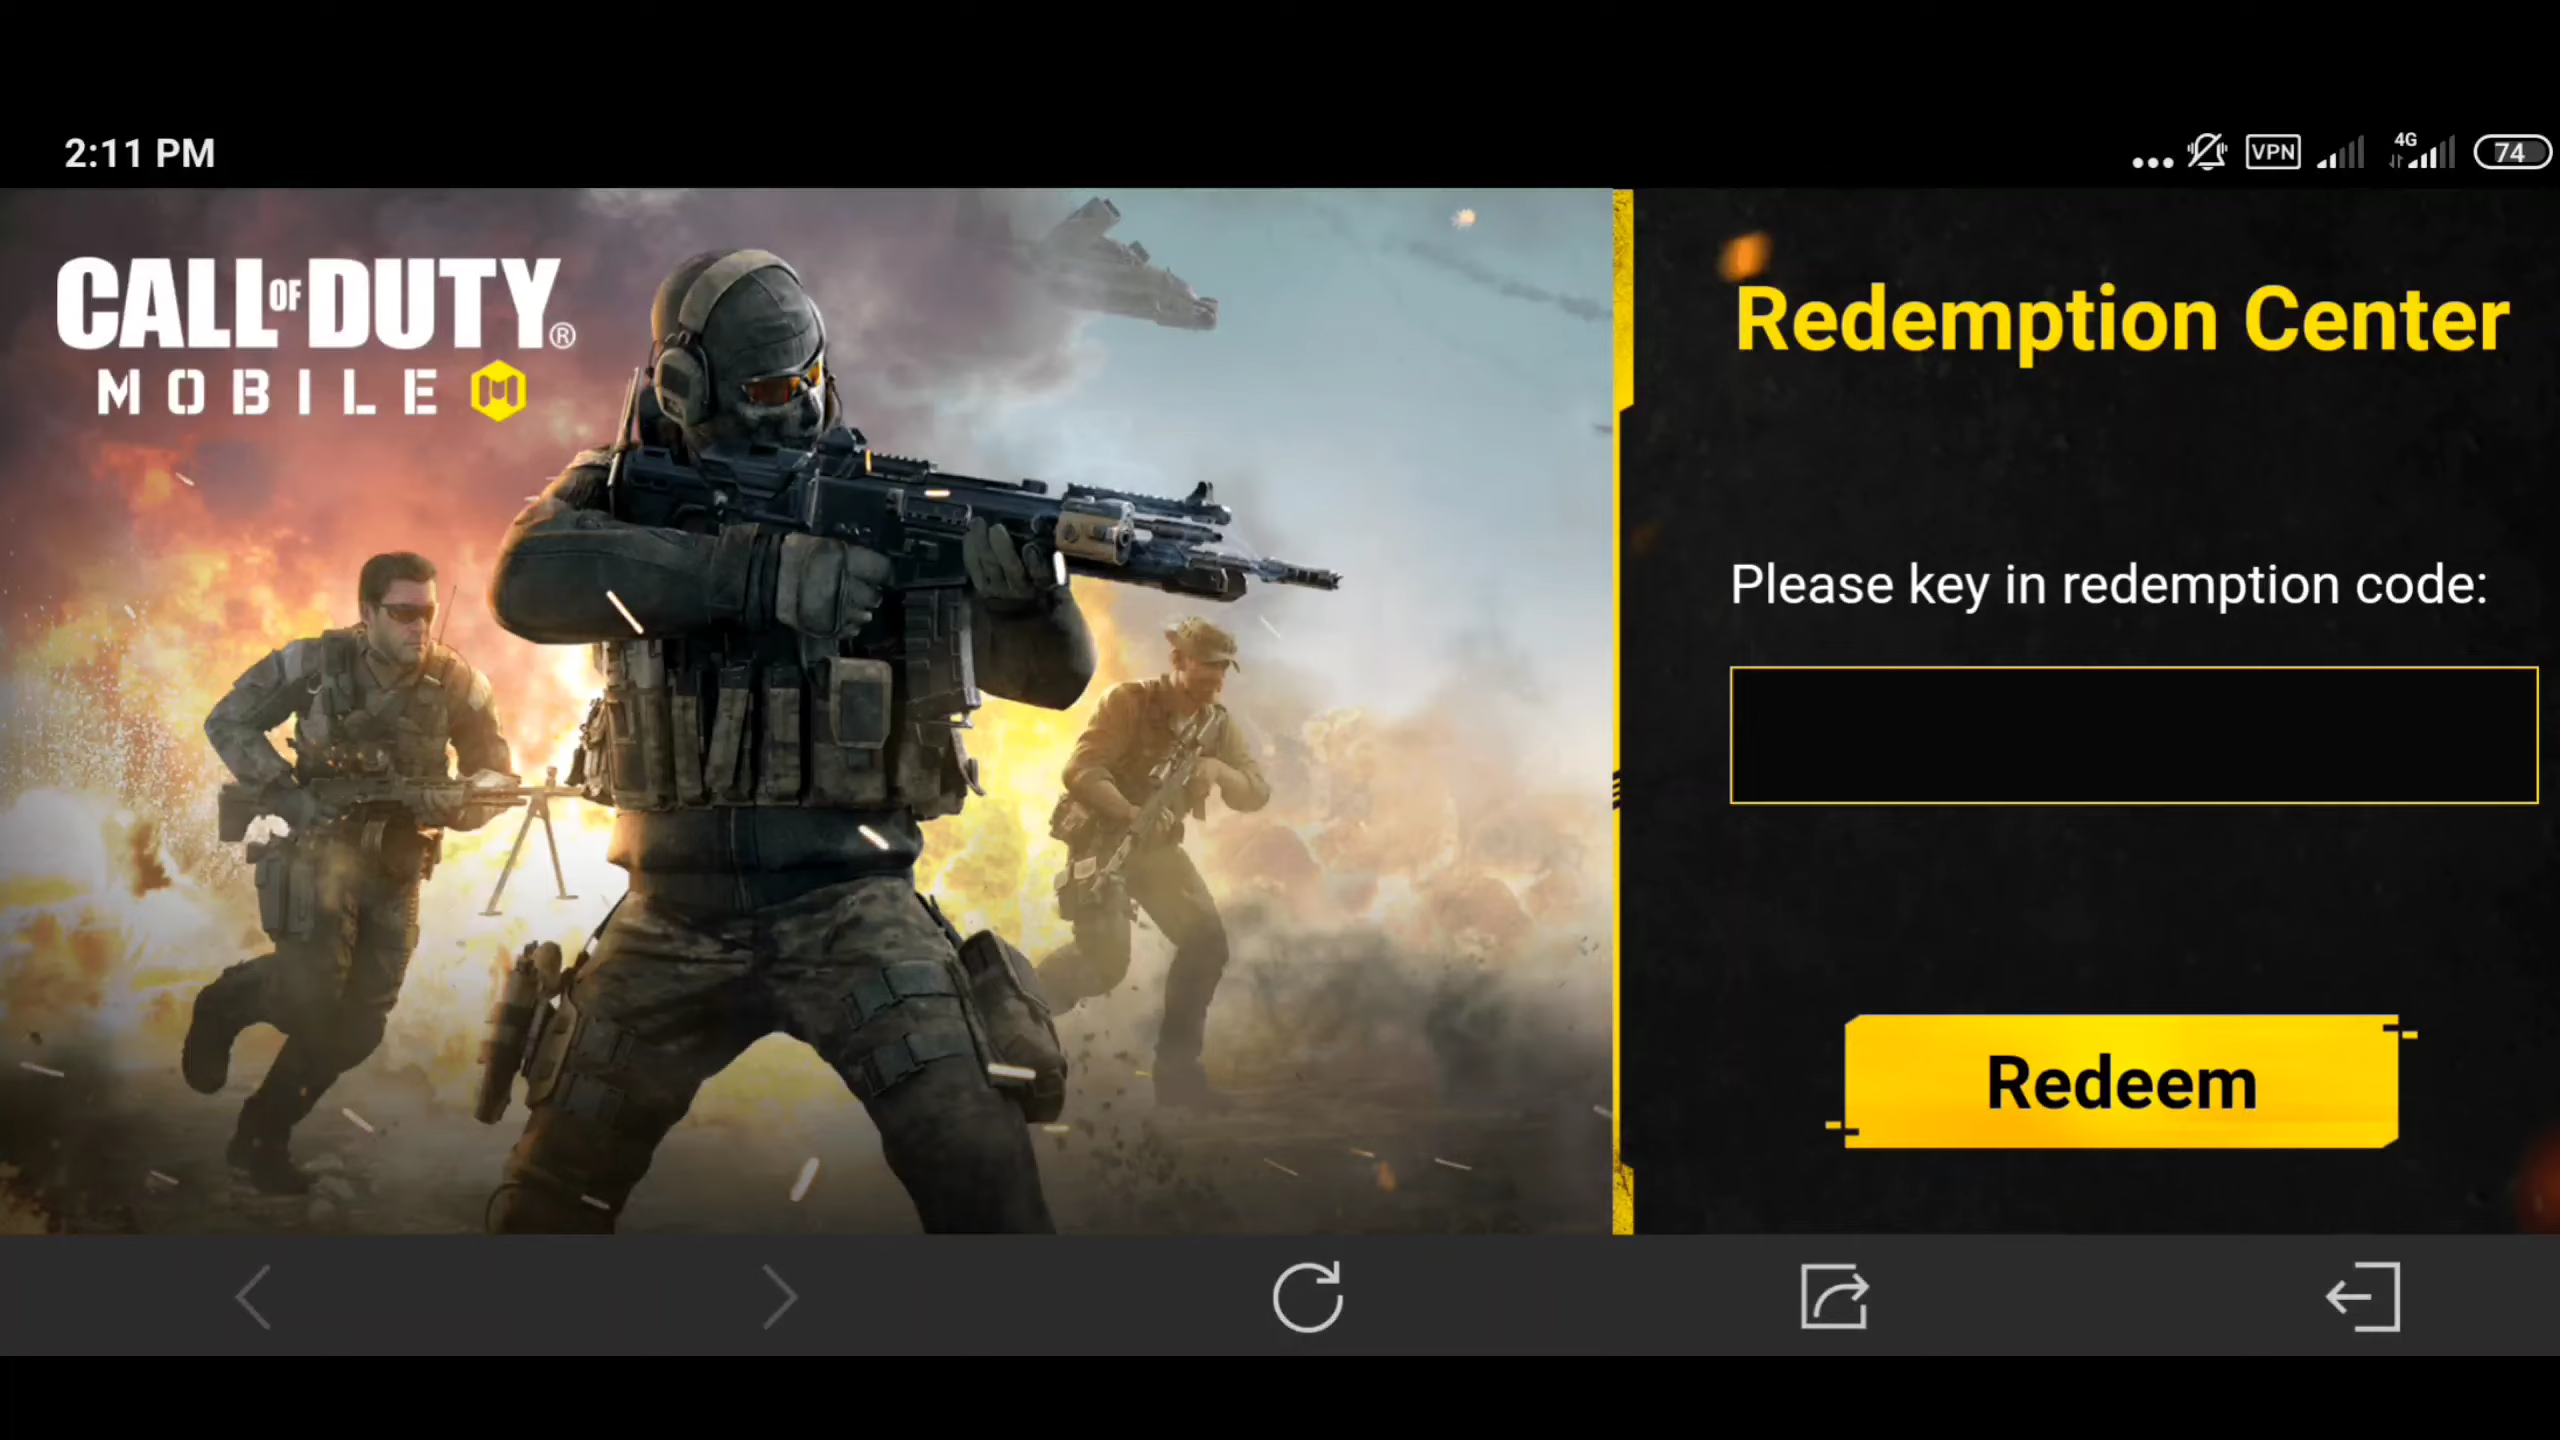 2:11 PM
VPN
4G
74
CALL OF DUTY®
MOBILE
Redemption Center
Please key in redemption code:
Redeem